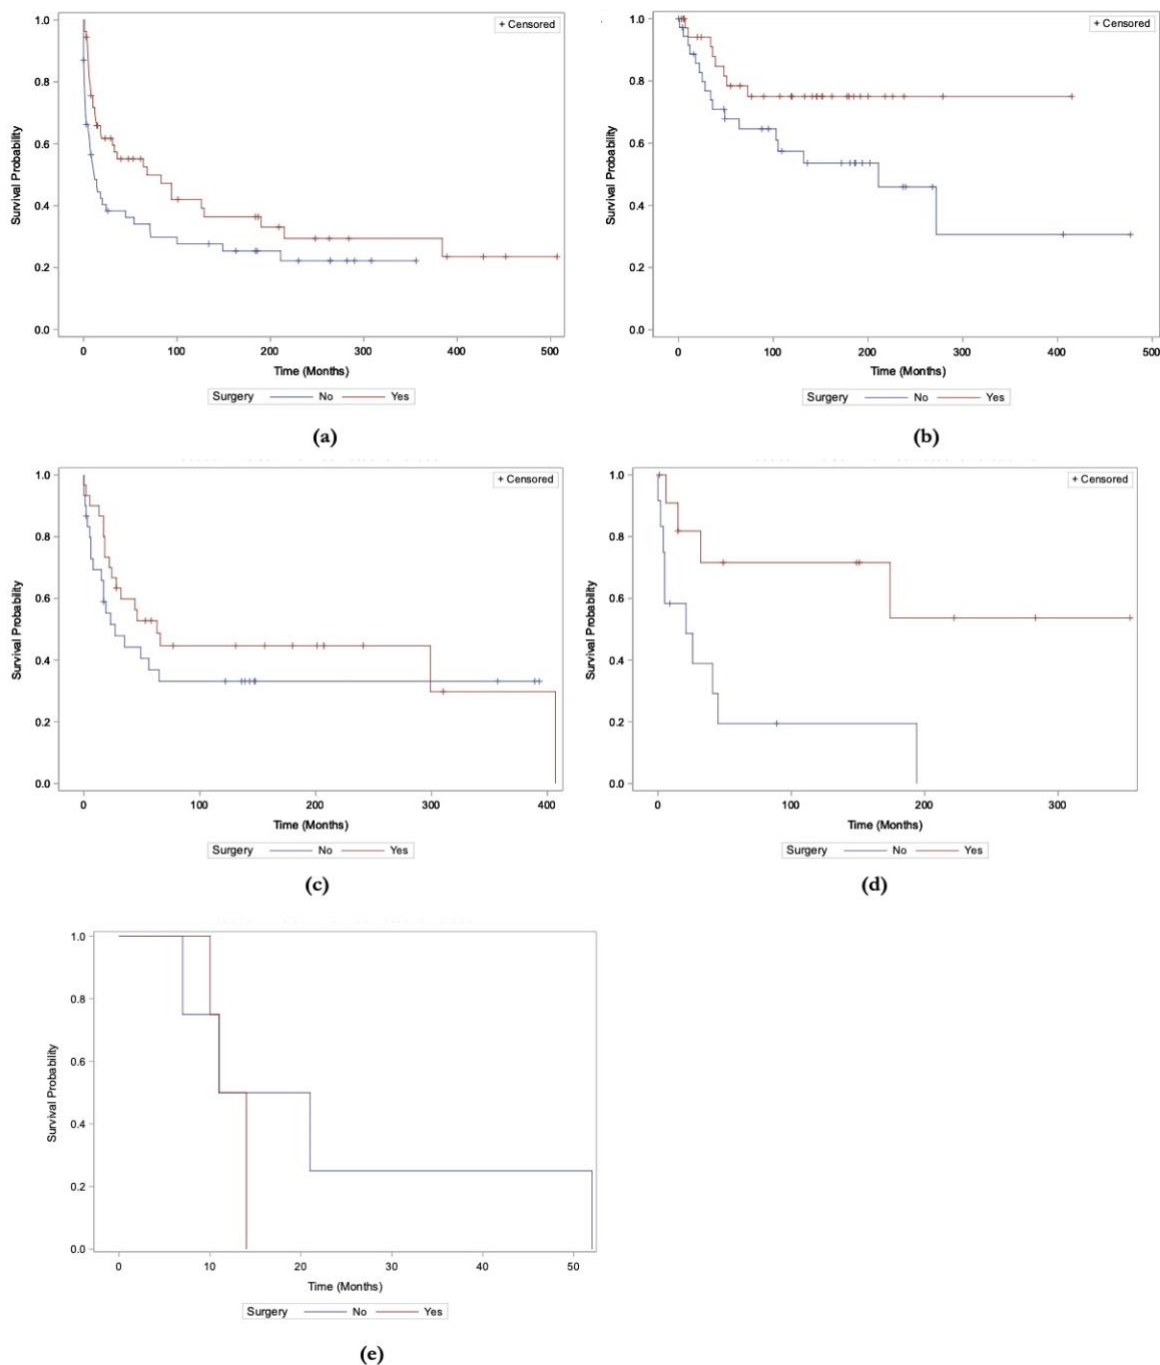 1.0
0.8
0.6
0.4
0.2
0.0
Survival Probability
+ Censored
0 100 200 300 400 500
Time (Months)
Surgery No Yes
(a)
1.0
0.8
0.6
0.4
0.2
0.0
Survival Probability
+ Censored
0 100 200 300 400 500
Time (Months)
Surgery No Yes
(b)
1.0
0.8
0.6
0.4
0.2
0.0
Survival Probability
+ Censored
0 100 200 300 400
Time (Months)
Surgery No Yes
(c)
1.0
0.8
0.6
0.4
0.2
0.0
Survival Probability
+ Censored
0 100 200 300
Time (Months)
Surgery No Yes
(d)
1.0
0.8
0.6
0.4
0.2
0.0
Survival Probability
0 10 20 30 40 50
Time (Months)
Surgery No Yes
(e)